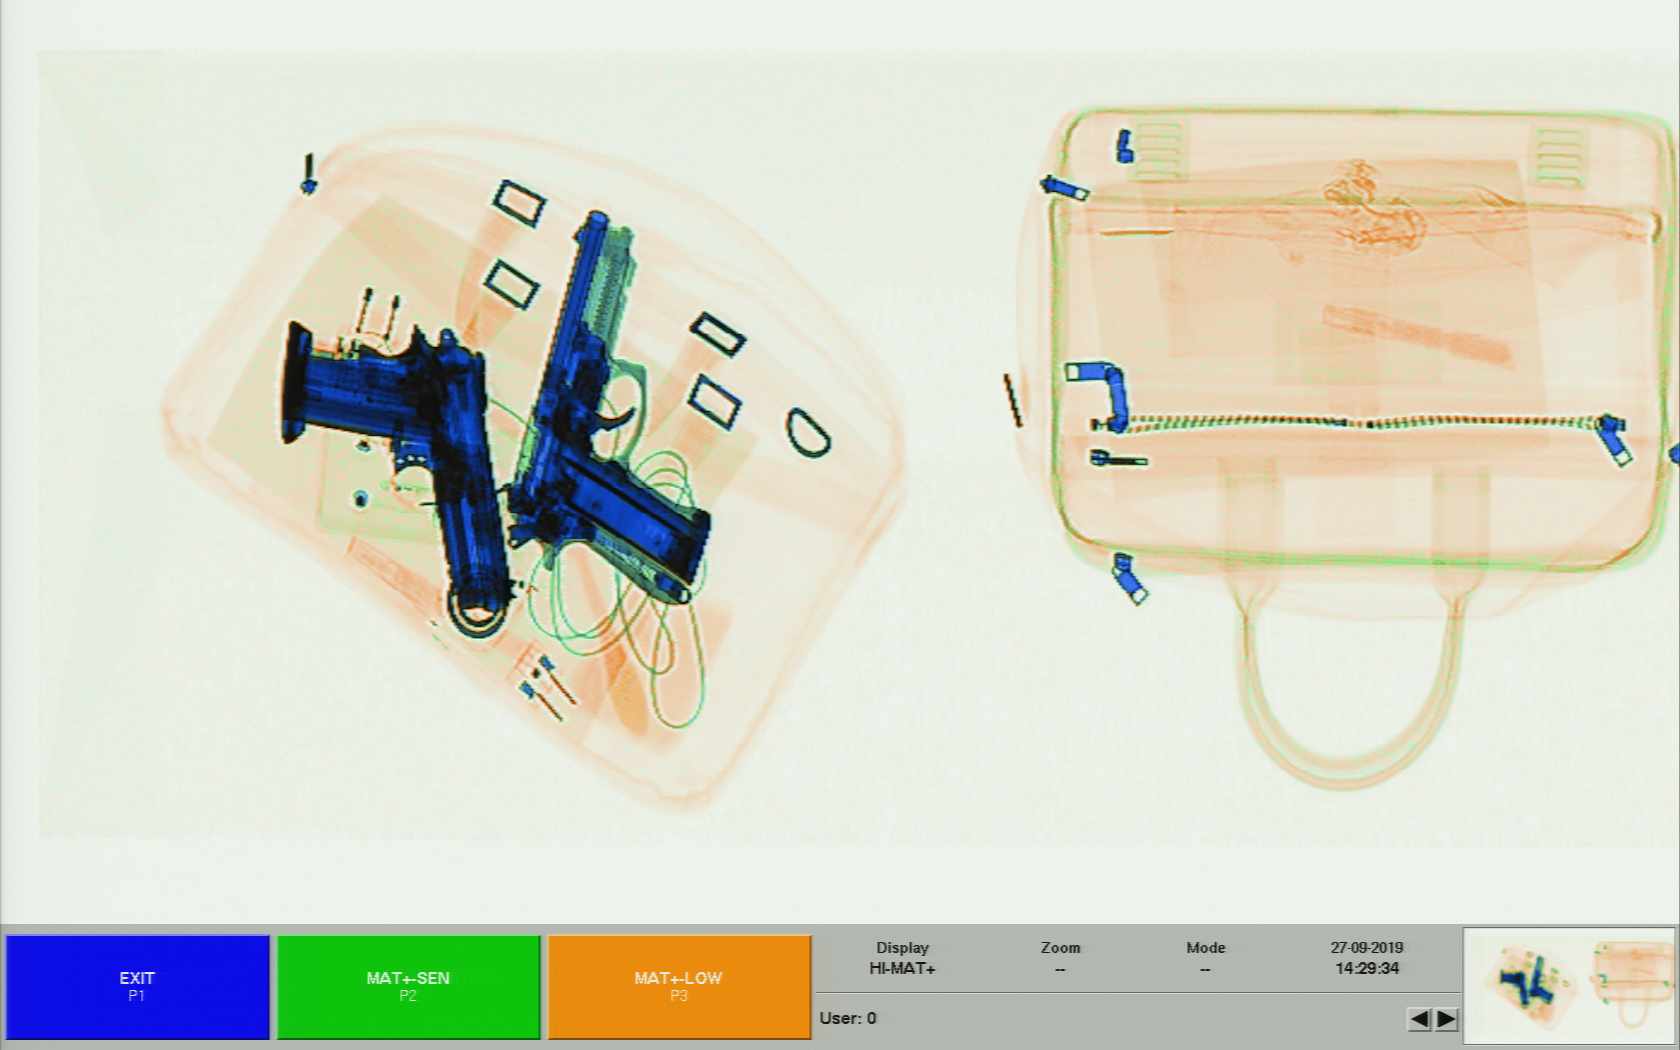 EXIT
P1
MAT+-SEN
P2
MAT+-LOW
P3
Display
HI-MAT+
Zoom
--
Mode
--
27-09-2019
14:29:34
User: 0